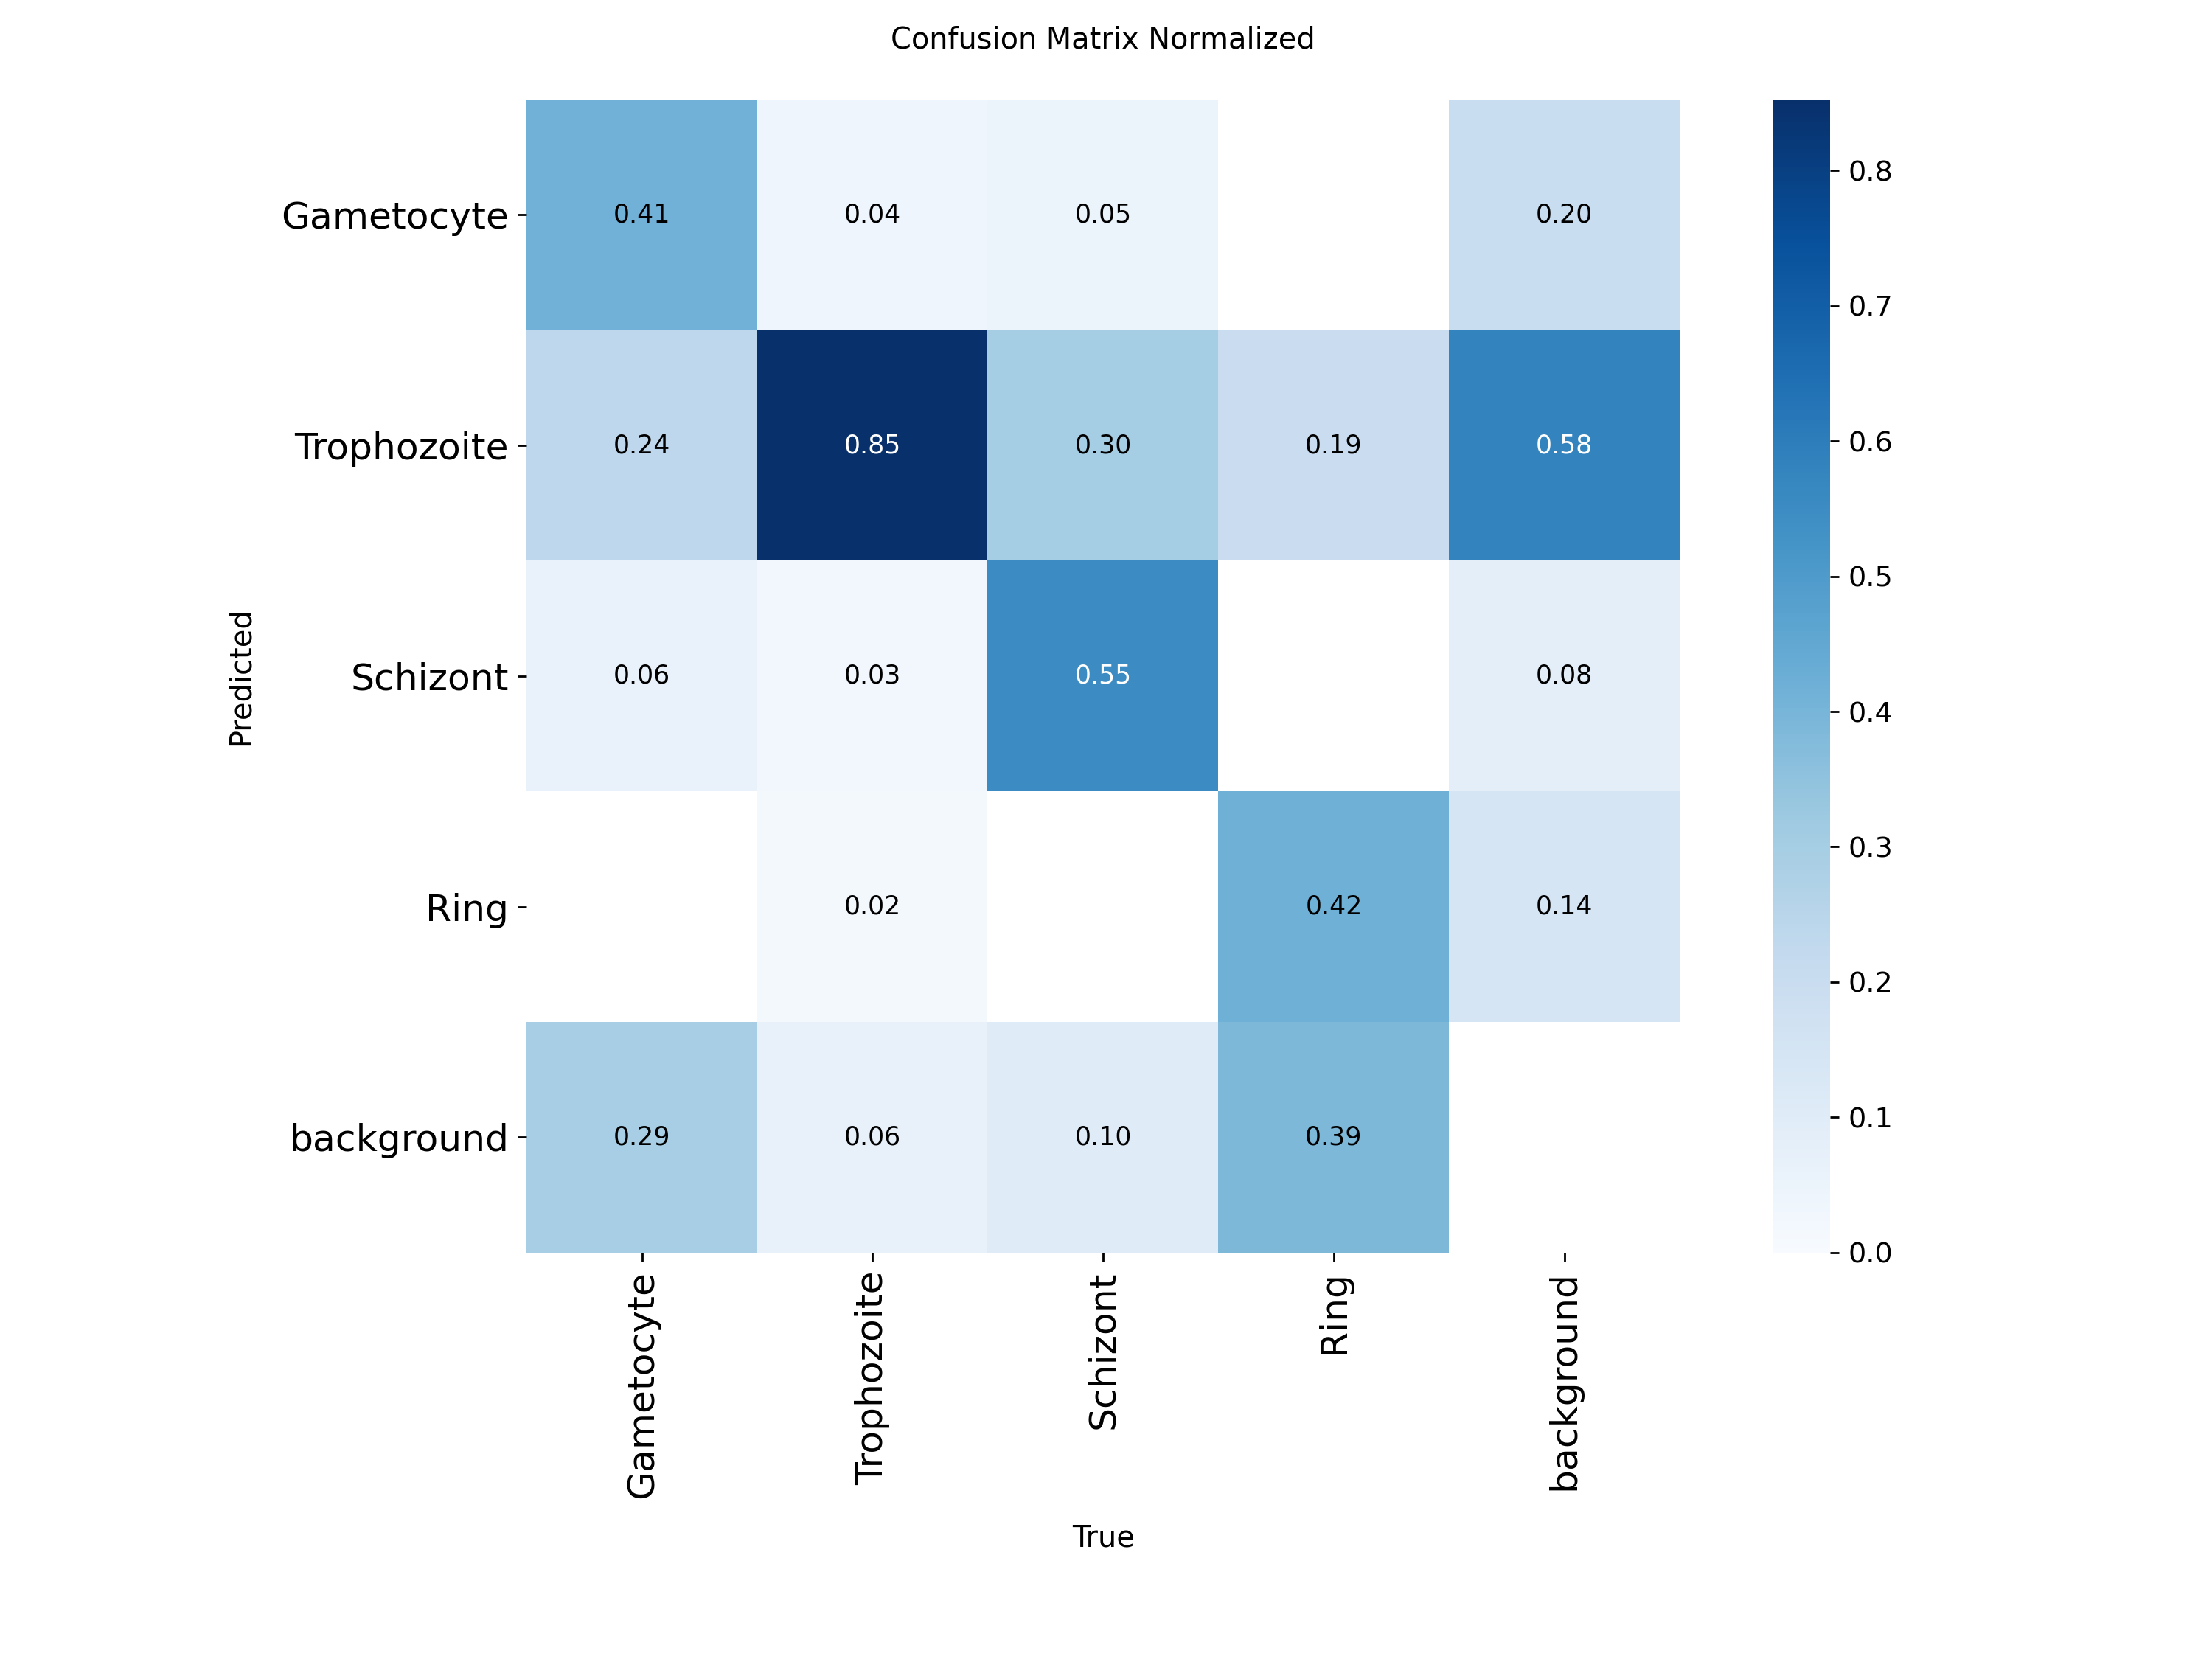 Confusion Matrix Normalized
Gametocyte
0.41
0.04
0.05
0.20
Trophozoite
0.24
0.85
0.30
0.19
0.58
Schizont
0.06
0.03
0.55
0.08
Ring
0.02
0.42
0.14
background
0.29
0.06
0.10
0.39
Predicted
Gametocyte
Trophozoite
Schizont
Ring
background
True
0.8
0.7
0.6
0.5
0.4
0.3
0.2
0.1
0.0